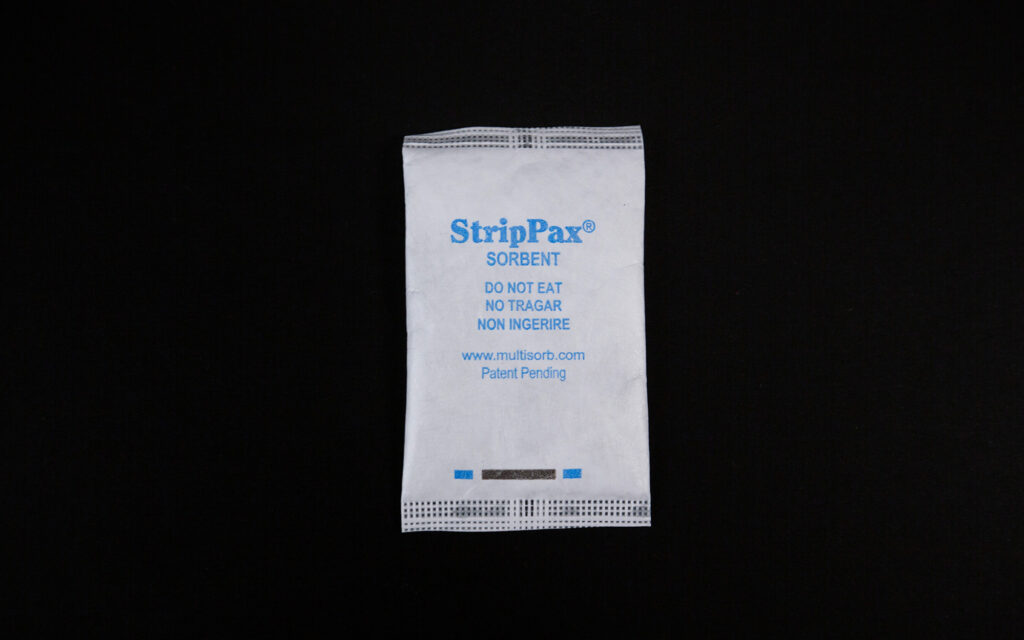 StripPax®
SORBENT
DO NOT EAT
NO TRAGAR
NON INGERIRE
www.multisorb.com
Patent Pending